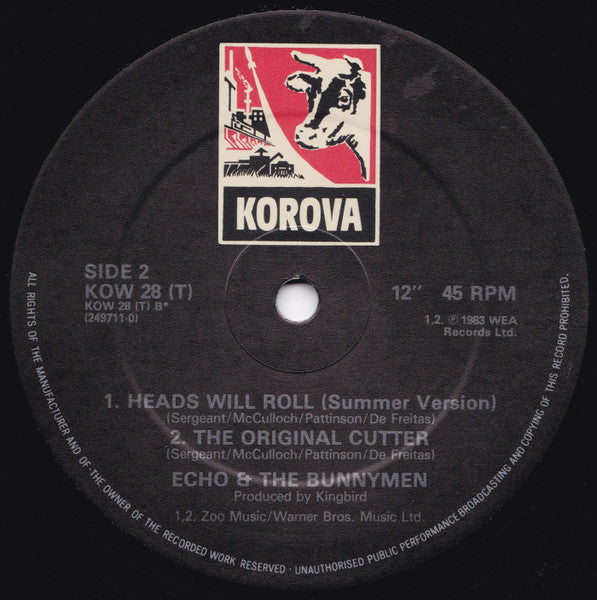 KOROVA
SIDE 2
KOW 28 (T)
KOW 28 (T) B*
(249711-0)
12" 45 RPM
1,2. ℗ 1983 WEA
Records Ltd.
1. HEADS WILL ROLL (Summer Version)
(Sergeant/McCulloch/Pattinson/De Freitas)
2. THE ORIGINAL CUTTER
(Sergeant/McCulloch/Pattinson/De Freitas)
ECHO & THE BUNNYMEN
Produced by Kingbird
1,2. Zoo Music/Warner Bros. Music Ltd.
ALL RIGHTS OF THE MANUFACTURER AND OF THE OWNER OF THE RECORDED WORK RESERVED - UNAUTHORISED PUBLIC PERFORMANCE BROADCASTING AND COPYING OF THIS RECORD PROHIBITED.